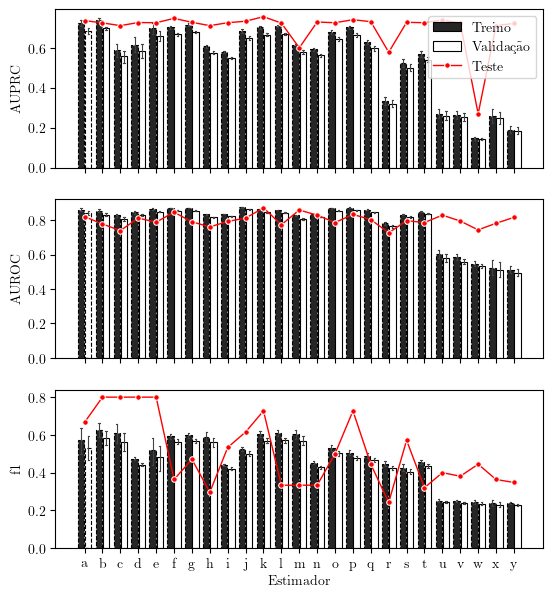 AUPRC
0.6
0.4
0.2
0.0
Treino
Validação
Teste
AUROC
0.8
0.6
0.4
0.2
0.0
f1
0.8
0.6
0.4
0.2
0.0
a b c d e f g h i j k l m n o p q r s t u v w x y
Estimador